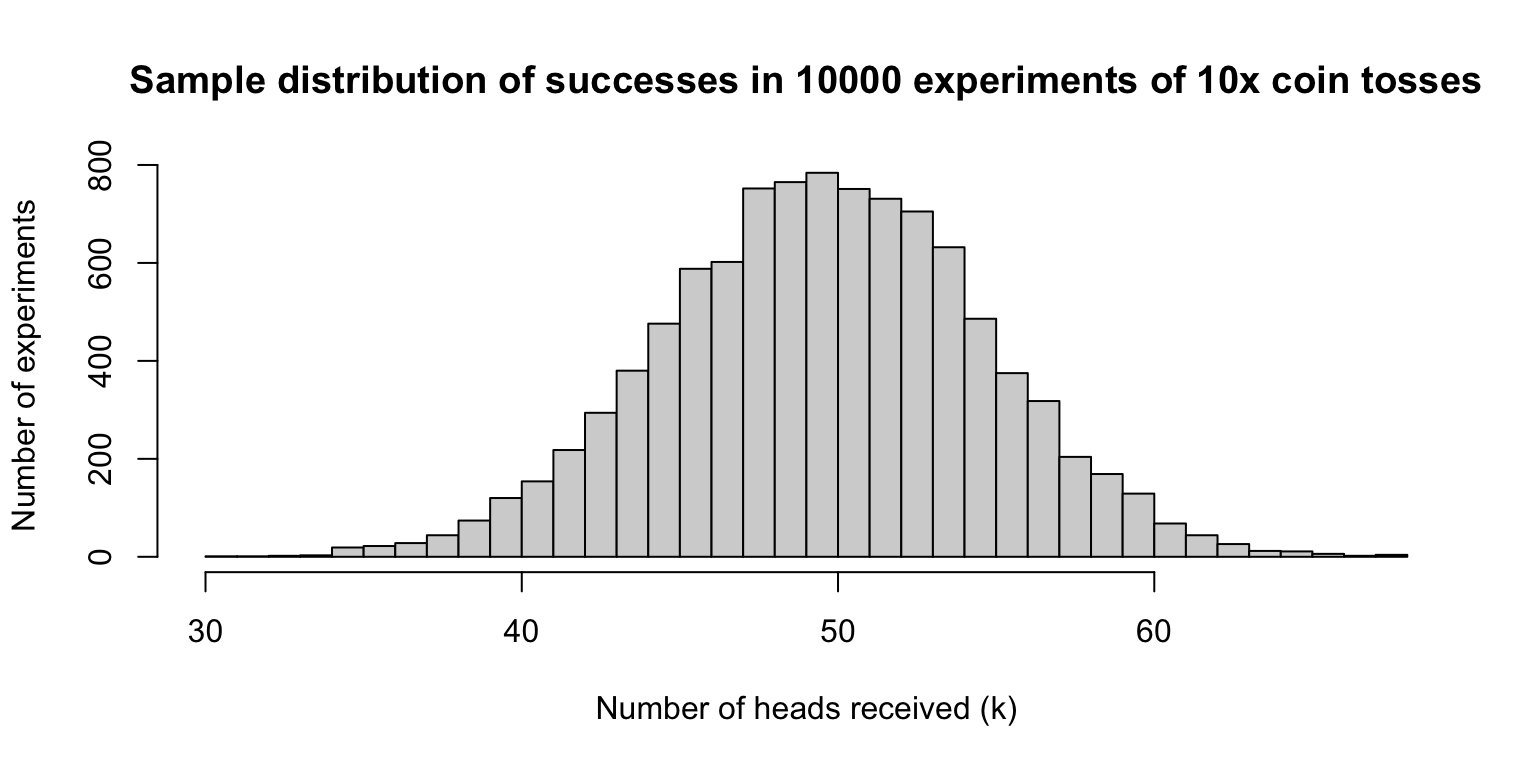 Sample distribution of successes in 10000 experiments of 10x coin tosses
Number of experiments
800
600
400
200
0
30 40 50 60
Number of heads received (k)